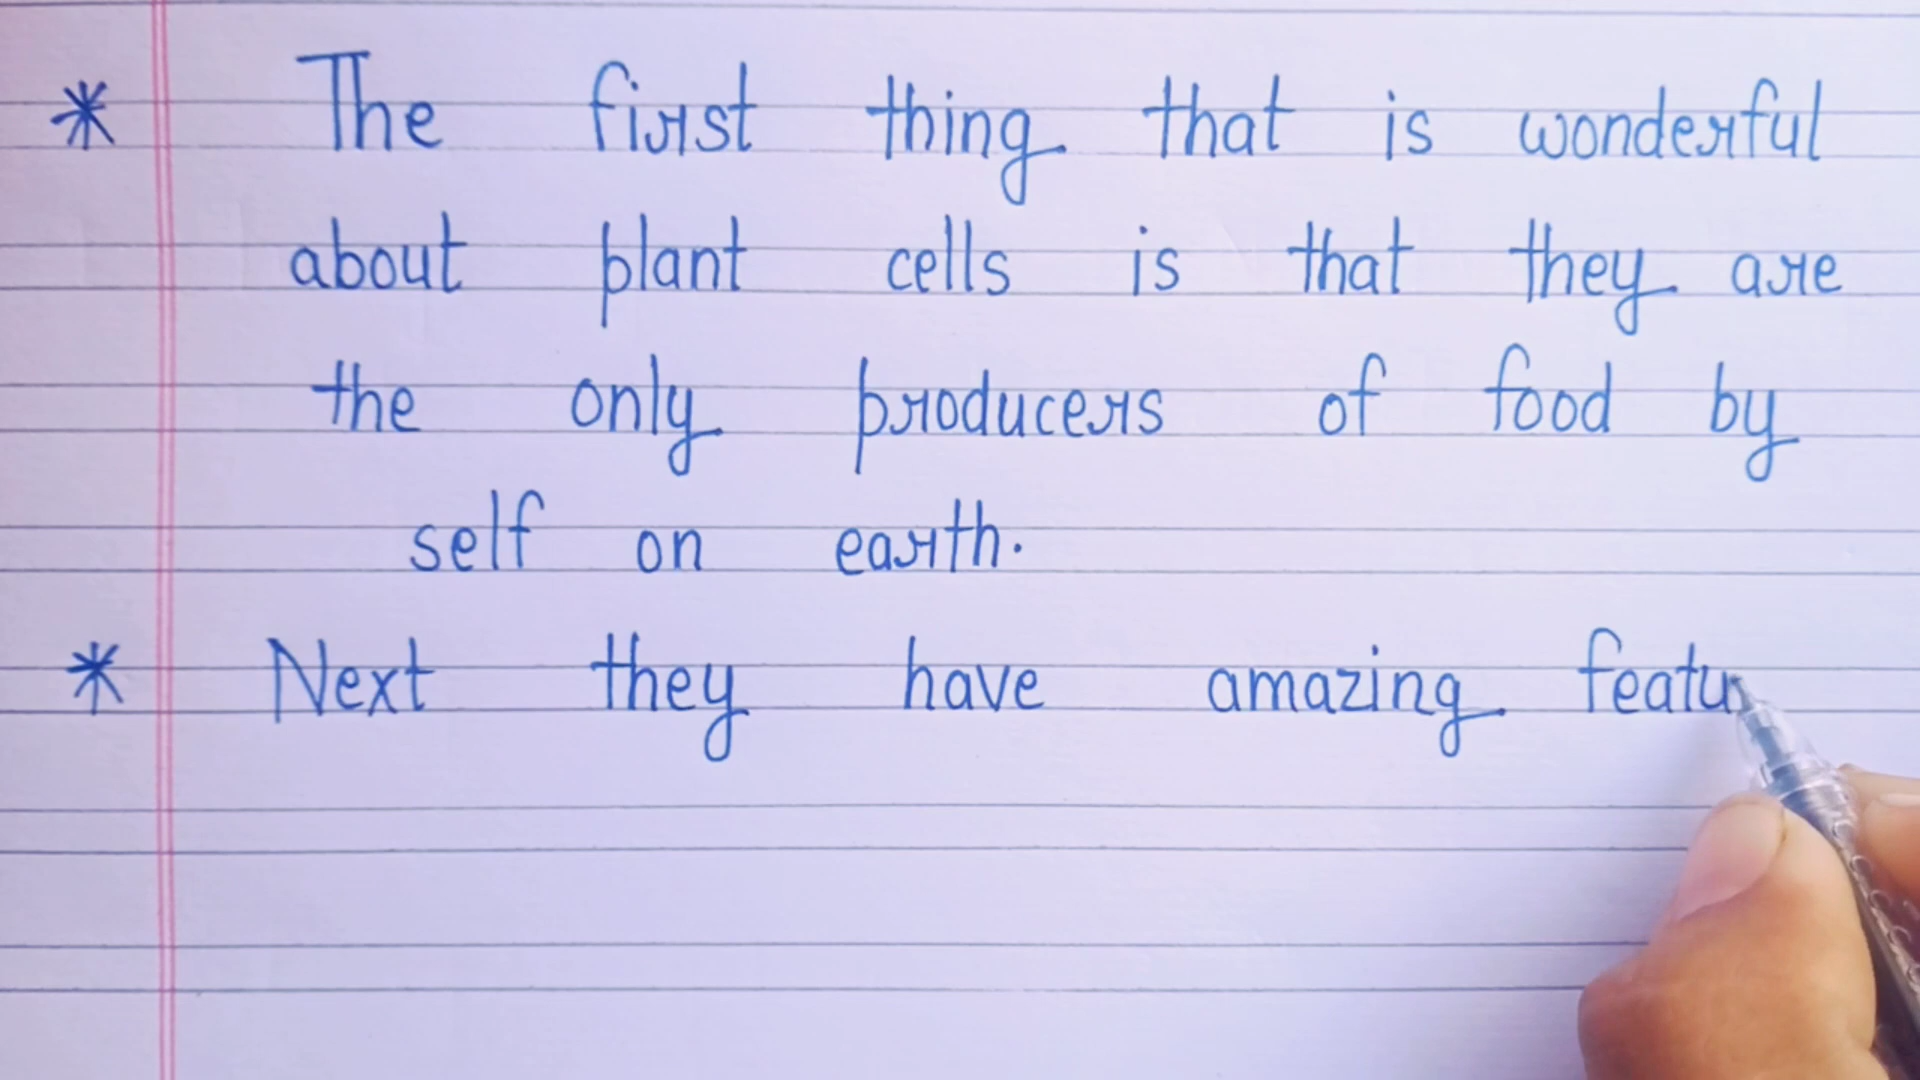 * The first thing that is wonderful
about plant cells is that they are
the only producers of food by
self on earth.
* Next they have amazing featu